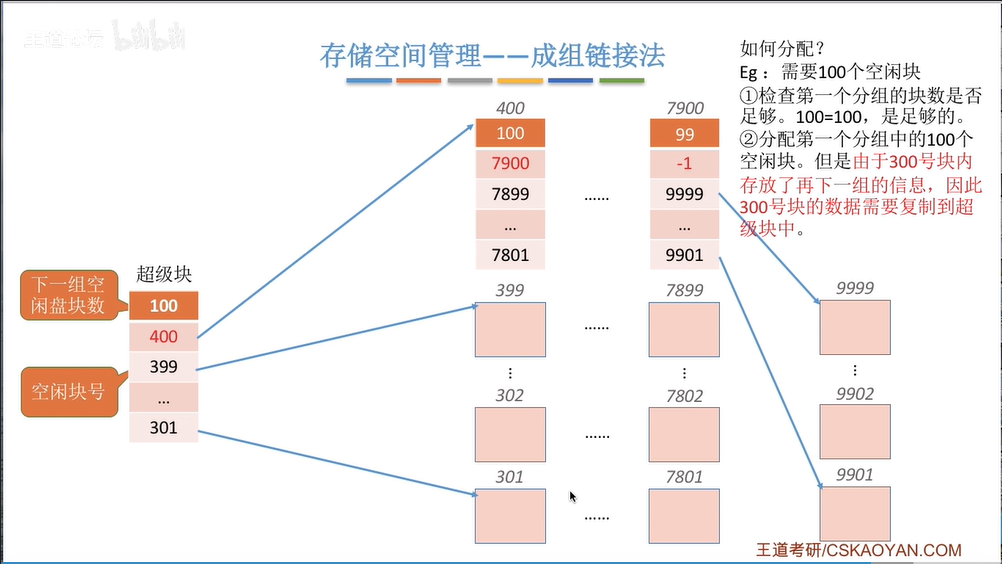 王道考研 bilibili
存储空间管理——成组链接法
如何分配？
Eg： 需要100个空闲块
①检查第一个分组的块数是否
足够。100=100，是足够的。
②分配第一个分组中的100个
空闲块。但是由于300号块内
存放了再下一组的信息，因此
300号块的数据需要复制到超
级块中。
400
100
7900
7899
...
7801
......
7900
99
-1
9999
...
9901
超级块
下一组空
闲盘块数
空闲块号
100
400
399
...
301
399
......
7899
9999
⋮
⋮
⋮
302
......
7802
9902
301
......
7801
9901
王道考研/CSKAOYAN.COM